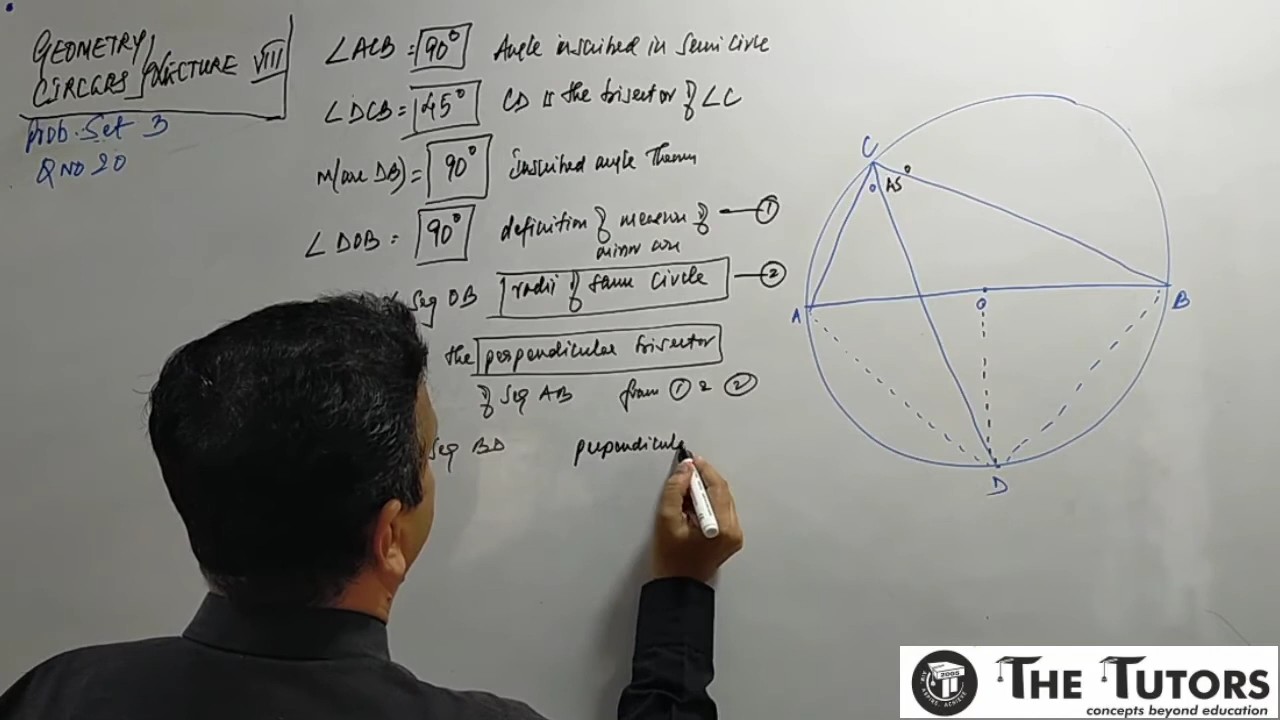 GEOMETRY/
CIRCLES LECTURE VIII
Prob. Set 3
Q NO 20
∠ACB = 90° Angle inscribed in Semi Circle
∠DCB = 45° CD is the bisector of ∠C
m(arc DB) = 90° Inscribed angle Theorem
∠DOB = 90° definition of measure of ①
minor arc
Seg OB radii of same circle ②
the perpendicular bisector
of Seg AB from ① & ②
Seg BD perpendicula
C
45°
A
O
B
D
2005
THE TUTORS
concepts beyond education